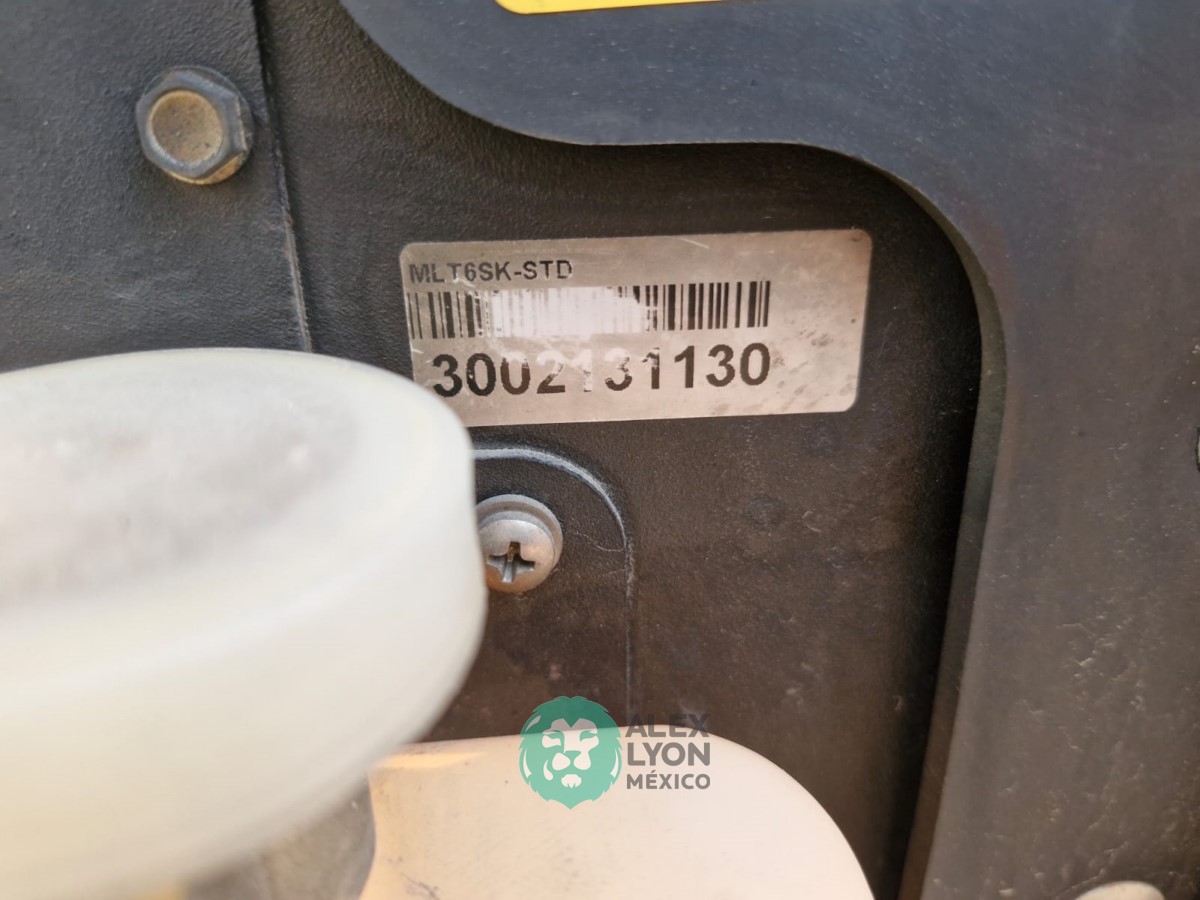 MLT6SK-STD
3002131130
ALEX
LYON
MÉXICO